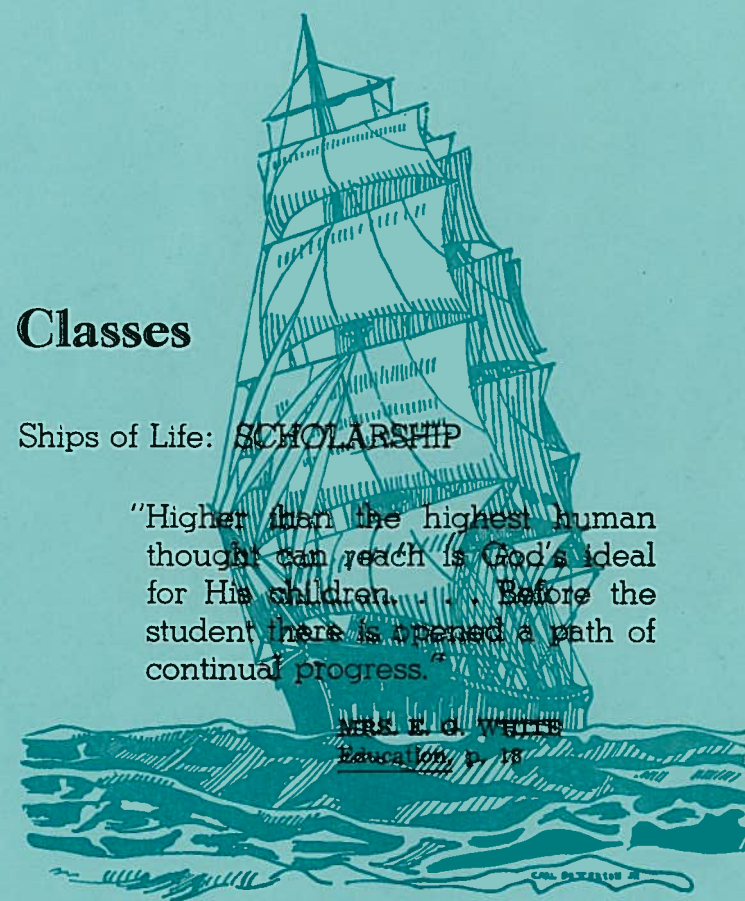 Classes
Ships of Life: SCHOLARSHIP
"Higher than the highest human
thought can reach is God's ideal
for His children. . . . Before the
student there is opened a path of
continual progress."
MRS. E. G. WHITE
Education, p. 18